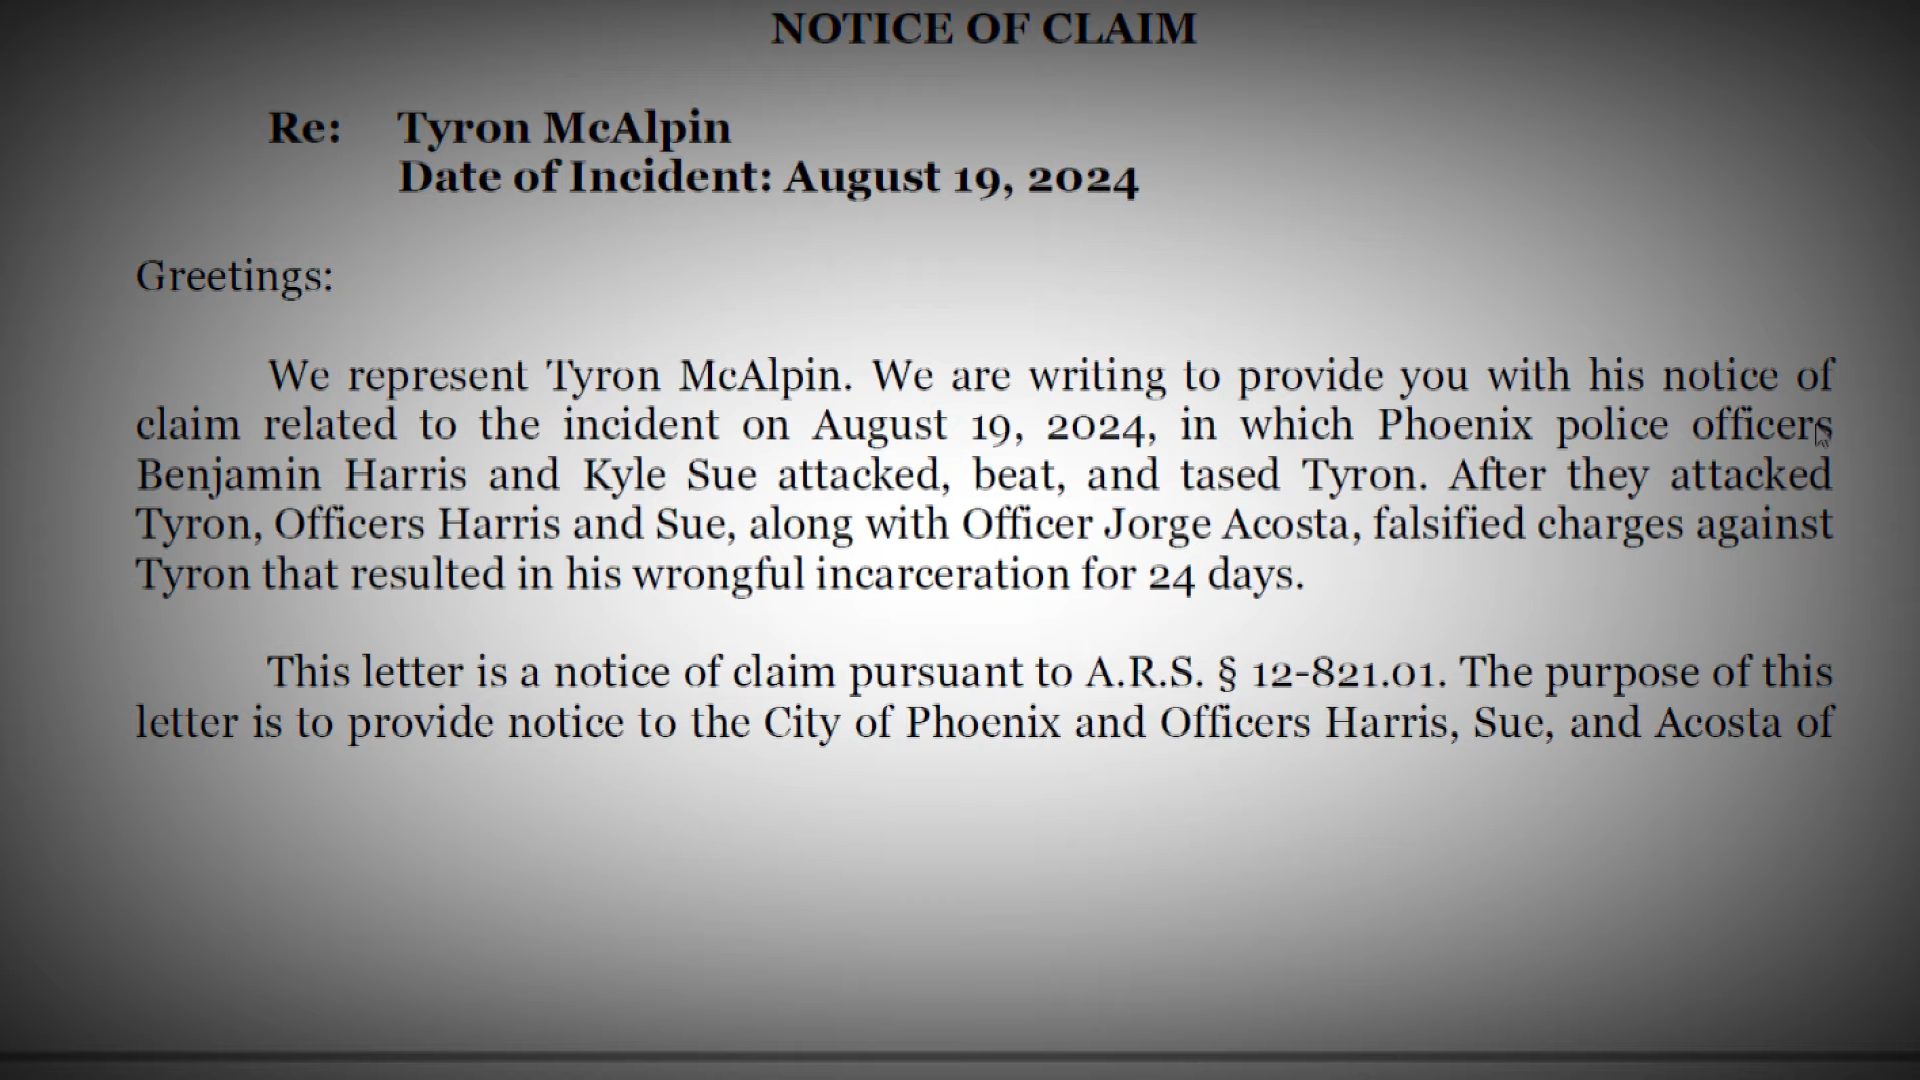 NOTICE OF CLAIM
Re: Tyron McAlpin
Date of Incident: August 19, 2024
Greetings:
We represent Tyron McAlpin. We are writing to provide you with his notice of
claim related to the incident on August 19, 2024, in which Phoenix police officers
Benjamin Harris and Kyle Sue attacked, beat, and tased Tyron. After they attacked
Tyron, Officers Harris and Sue, along with Officer Jorge Acosta, falsified charges against
Tyron that resulted in his wrongful incarceration for 24 days.
This letter is a notice of claim pursuant to A.R.S. § 12-821.01. The purpose of this
letter is to provide notice to the City of Phoenix and Officers Harris, Sue, and Acosta of